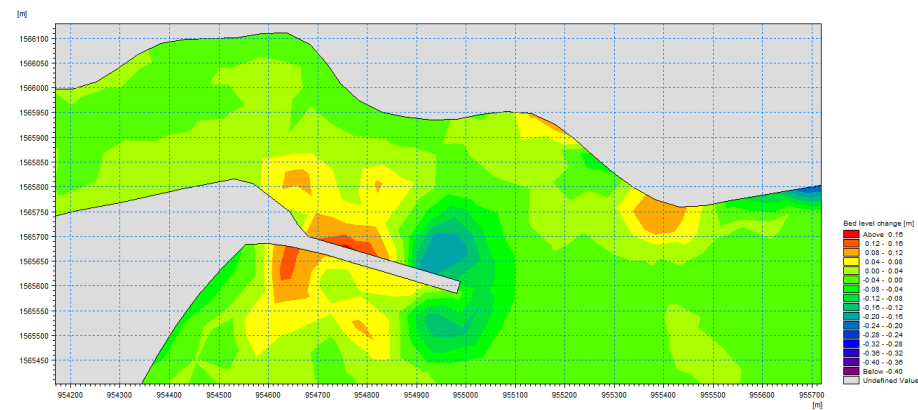 [m]
1566100
1566050
1566000
1565950
1565900
1565850
1565800
1565750
1565700
1565650
1565600
1565500
1565450
954200 954300 954400 954500 954600 954700 954800 954900 955000 955100 955200 955300 955400 955500 955600 955700
[m]
Bed level change [m]
Above 0.16
0.12 - 0.16
0.08 - 0.12
0.04 - 0.08
0.00 - 0.04
-0.04 - 0.00
-0.08 - -0.04
-0.12 - -0.08
-0.16 - -0.12
-0.20 - -0.16
-0.24 - -0.20
-0.28 - -0.24
-0.32 - -0.28
-0.36 - -0.32
-0.40 - -0.36
Below -0.40
Undefined Value